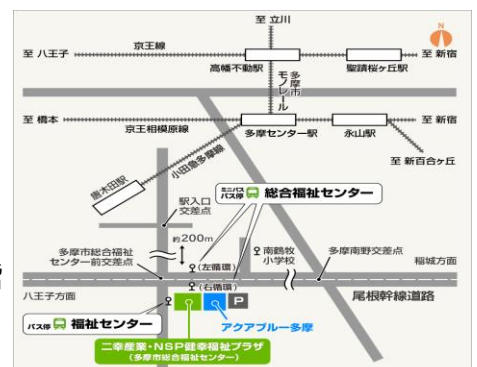 至 立川
N
至 八王子
京王線
至 新宿
高幡不動駅
聖蹟桜ヶ丘駅
多摩市
モノレール
至 橋本
京王相模原線
多摩センター駅
永山駅
至 新宿
小田急多摩線
至 新百合ヶ丘
唐木田駅
駅入口
交差点
ミニバス
バス停
総合福祉センター
約200m
多摩市総合福祉
センター前交差点
(左循環)
南鶴牧
小学校
多摩南野交差点
稲城方面
八王子方面
(右循環)
尾根幹線道路
P
バス停 福祉センター
アクアブルー多摩
二幸産業・NSP健幸福祉プラザ
(多摩市総合福祉センター)